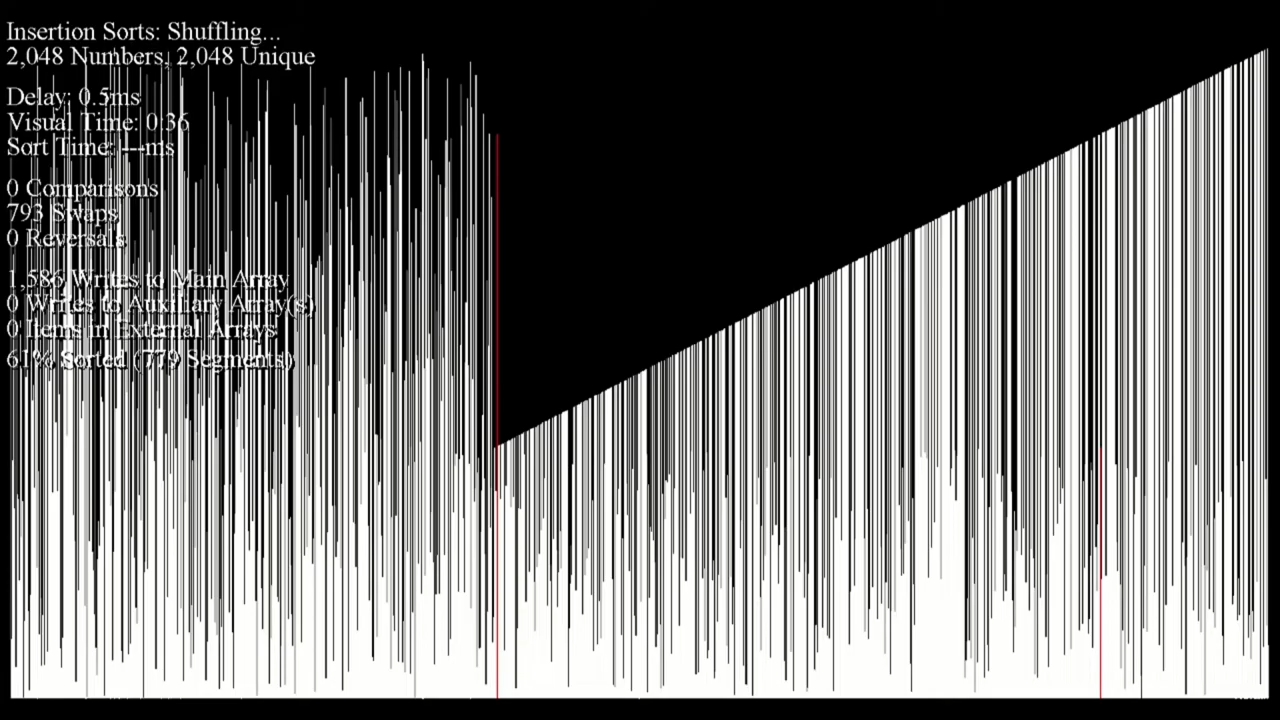 Insertion Sorts: Shuffling...
2,048 Numbers, 2,048 Unique
Delay: 0.5ms
Visual Time: 0:36
Sort Time: ---ms
0 Comparisons
793 Swaps
0 Reversals
1,586 Writes to Main Array
0 Writes to Auxiliary Array(s)
0 Items in External Arrays
61% Sorted (779 Segments)